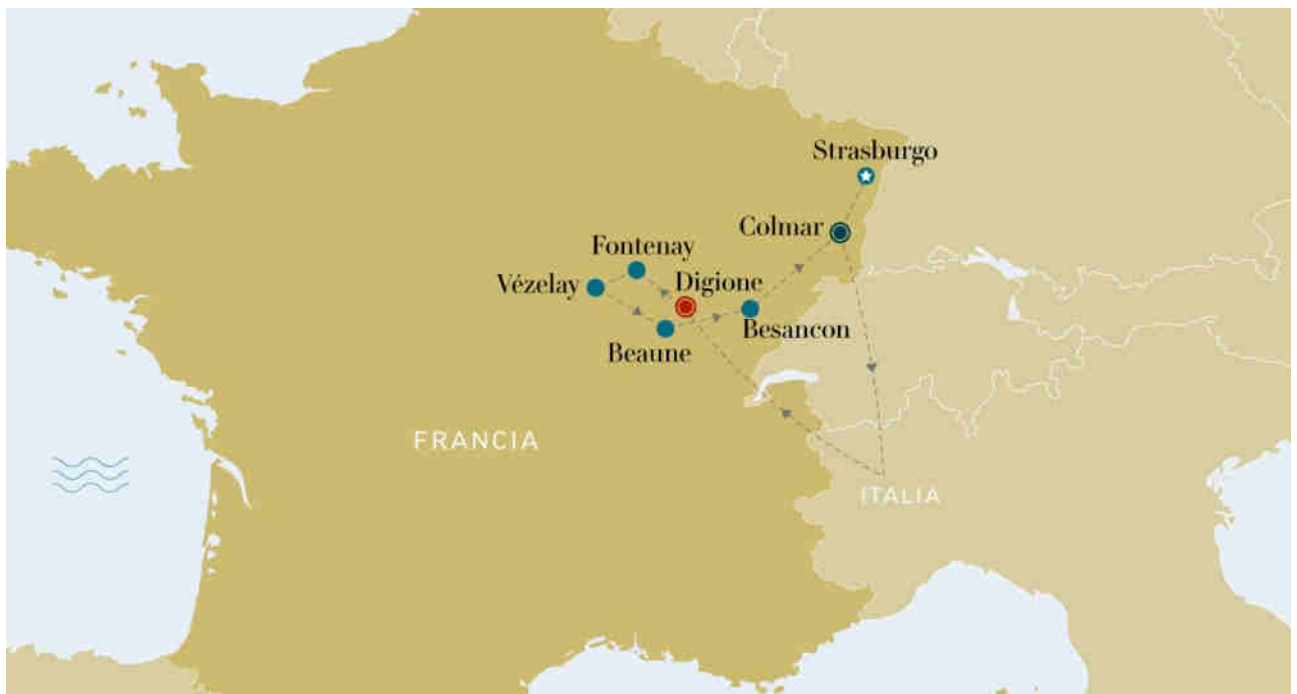 Strasburgo
Colmar
Fontenay
Vézelay
Digione
Besancon
Beaune
FRANCIA
ITALIA